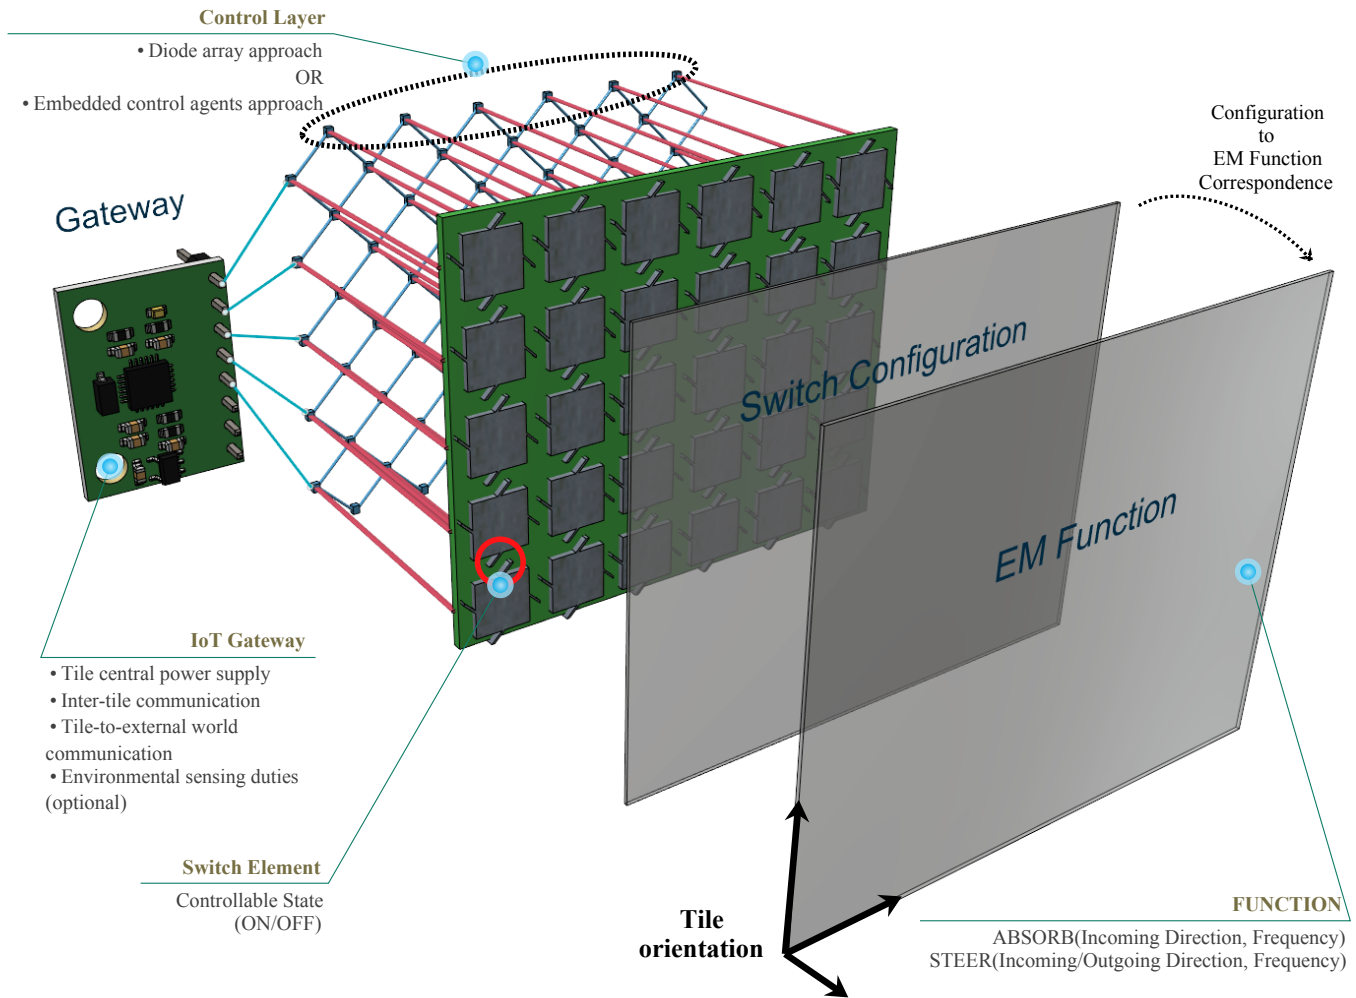 Control Layer
• Diode array approach
OR
• Embedded control agents approach
Gateway
Configuration
to
EM Function
Correspondence
Switch Configuration
EM Function
IoT Gateway
• Tile central power supply
• Inter-tile communication
• Tile-to-external world
communication
• Environmental sensing duties
(optional)
Switch Element
Controllable State
(ON/OFF)
Tile
orientation
FUNCTION
ABSORB(Incoming Direction, Frequency)
STEER(Incoming/Outgoing Direction, Frequency)